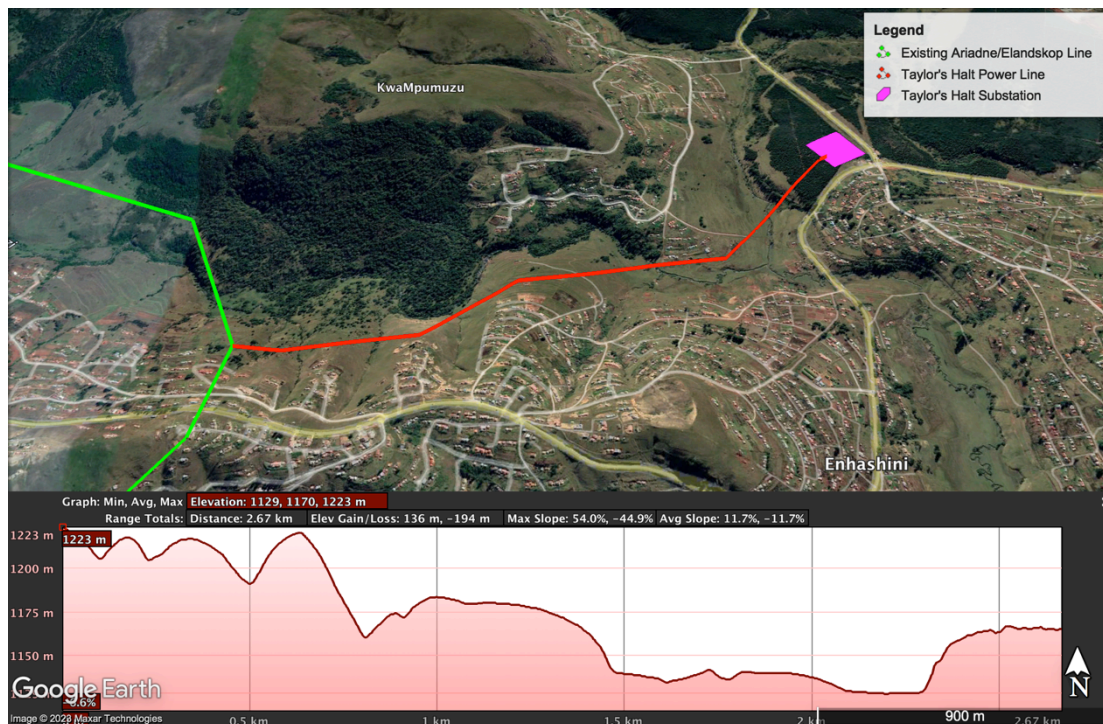 Legend
Existing Ariadne/Elandskop Line
Taylor's Halt Power Line
Taylor's Halt Substation
KwaMpumuzu
Enhashini
Graph: Min, Avg, Max Elevation: 1129, 1170, 1223 m
Range Totals: Distance: 2.67 km Elev Gain/Loss: 136 m, -194 m Max Slope: 54.0%, -44.9% Avg Slope: 11.7%, -11.7%
1223 m
1223 m
1200 m
1175 m
1150 m
Google Earth
N
Image © 2023 Maxar Technologies
0.5 km
1 km
1.5 km
2 km
900 m
2.67 km